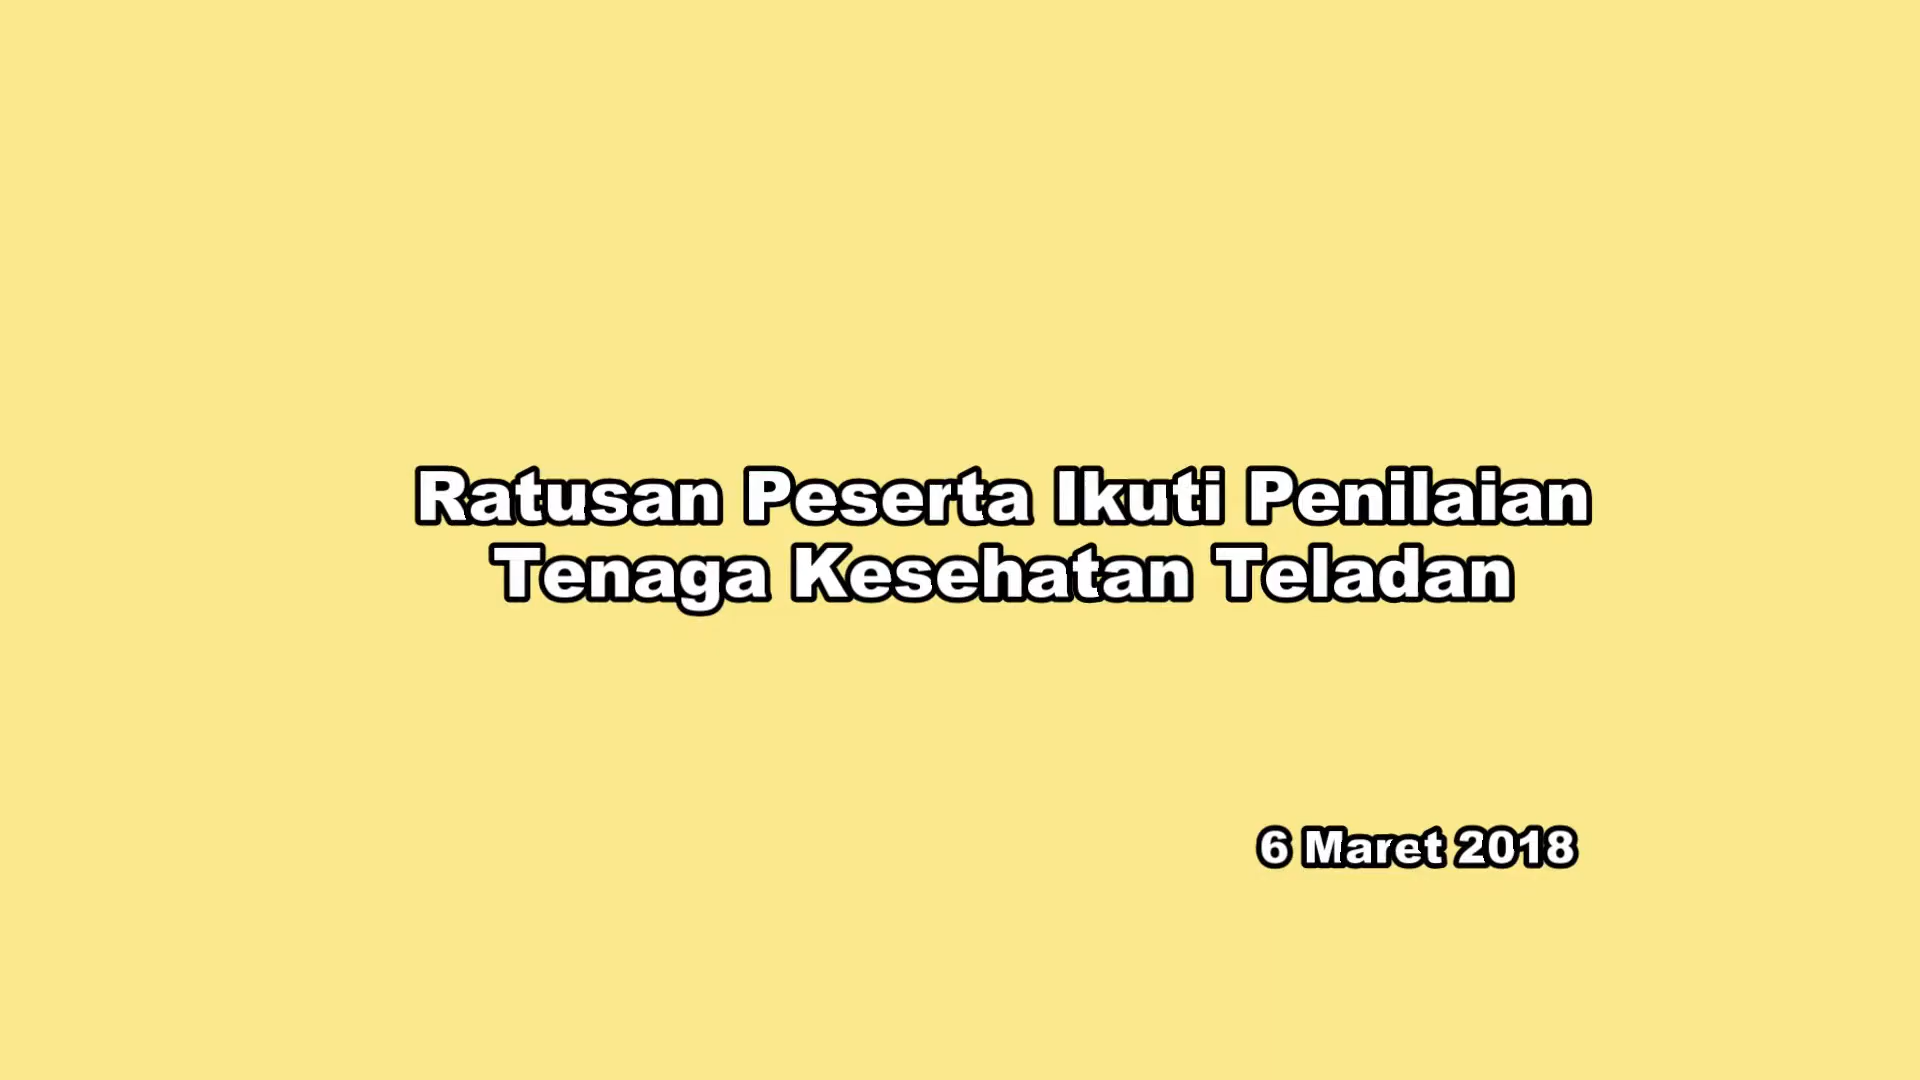 Ratusan Peserta Ikuti Penilaian
Tenaga Kesehatan Teladan
6 Maret 2018